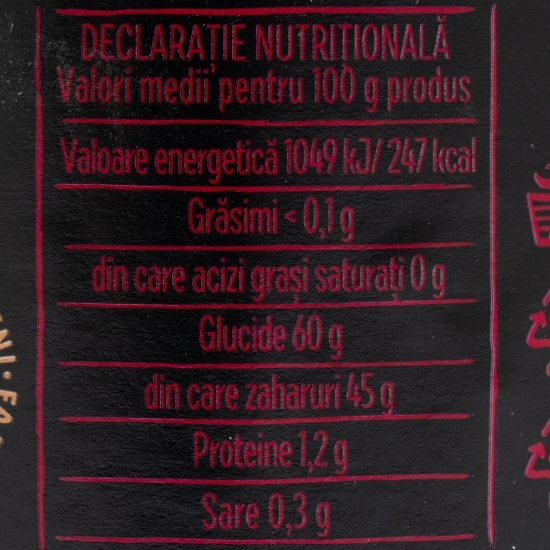 DECLARAȚIE NUTRIȚIONALĂ
Valori medii pentru 100 g produs
Valoare energetică 1049 kJ/ 247 kcal
Grăsimi < 0,1 g
din care acizi grași saturați 0 g
Glucide 60 g
din care zaharuri 45 g
Proteine 1,2 g
Sare 0,3 g